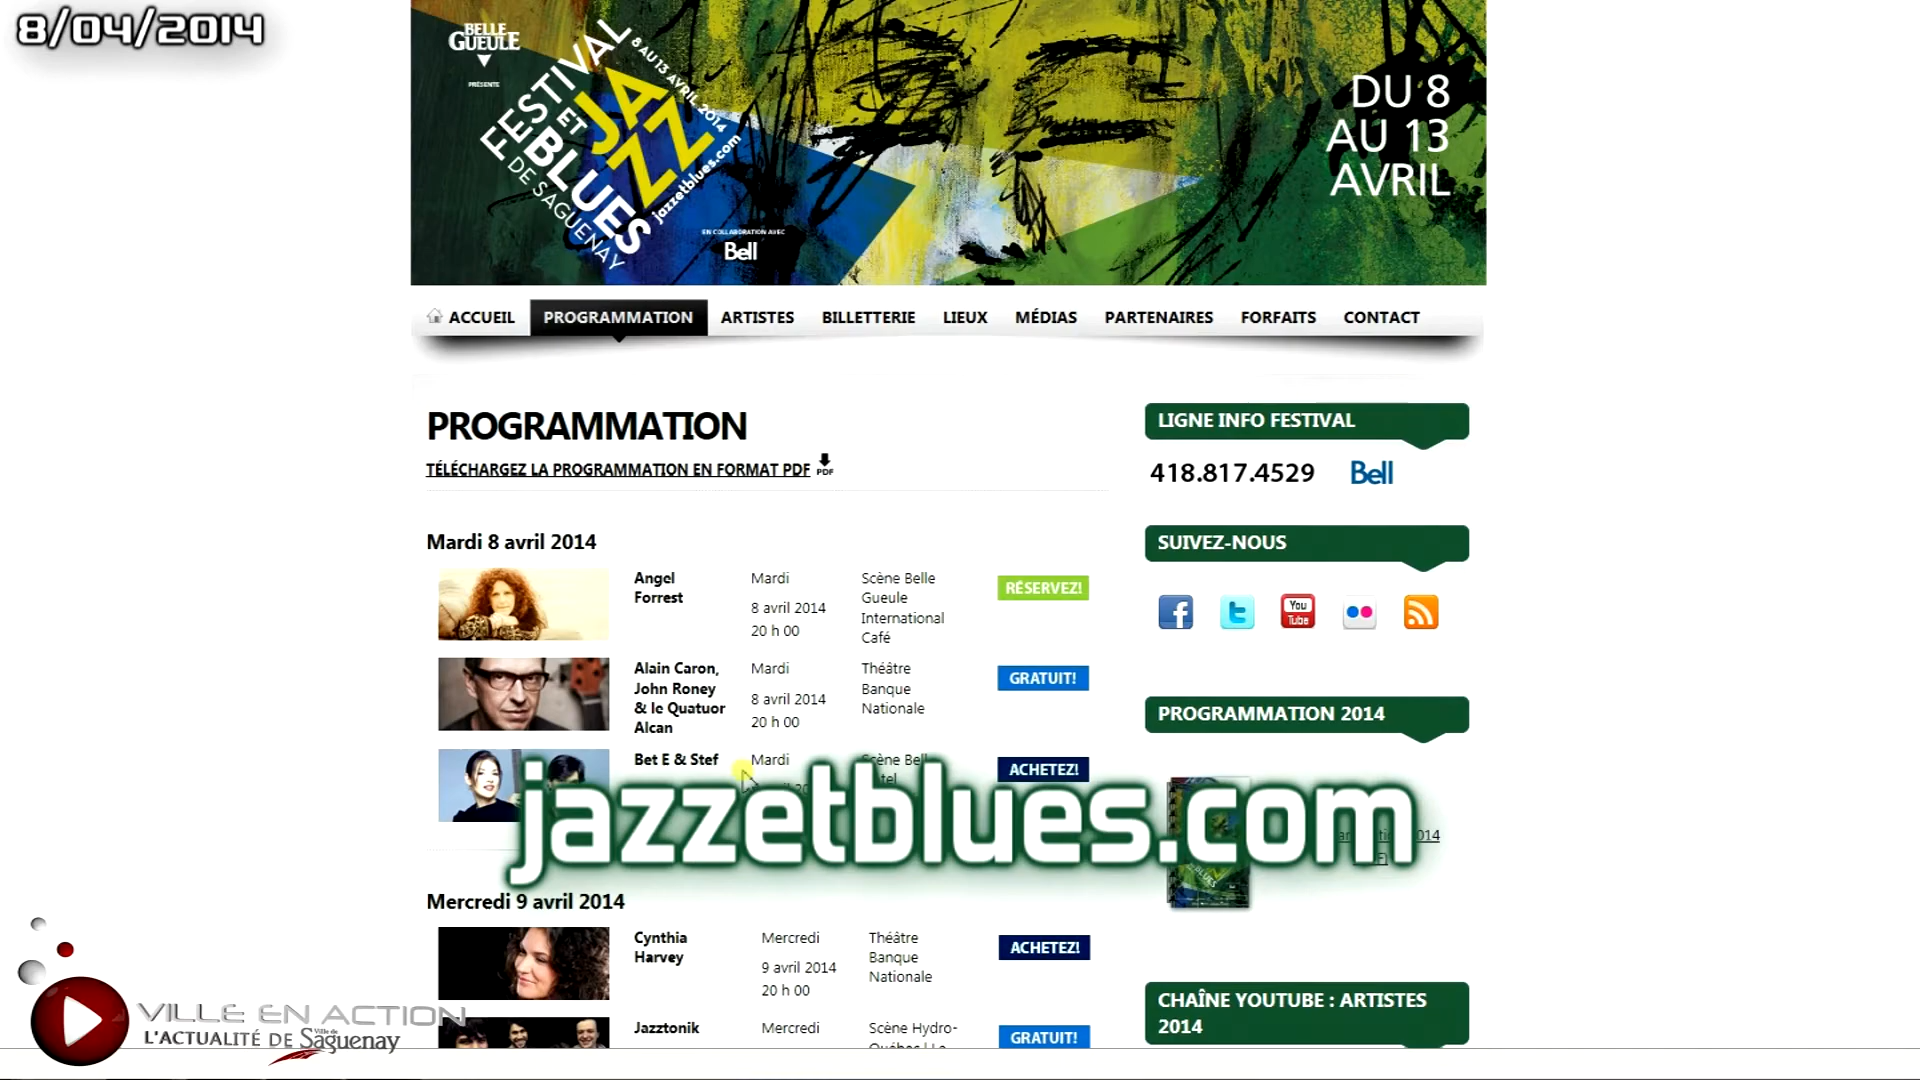 8/04/2014
BELLE
GUEULE
PRÉSENTE
FESTIVAL
ET
JAZZ
BLUES
DE SAGUENAY
8 AU 13 AVRIL 2014
jazzetblues.com
EN COLLABORATION AVEC
Bell
DU 8
AU 13
AVRIL
ACCUEIL PROGRAMMATION ARTISTES BILLETTERIE LIEUX MÉDIAS PARTENAIRES FORFAITS CONTACT
PROGRAMMATION
TÉLÉCHARGEZ LA PROGRAMMATION EN FORMAT PDF
PDF
Mardi 8 avril 2014
Angel
Forrest
Mardi
8 avril 2014
20 h 00
Scène Belle
Gueule
International
Café
RÉSERVEZ!
Alain Caron,
John Roney
& le Quatuor
Alcan
Mardi
8 avril 2014
20 h 00
Théâtre
Banque
Nationale
GRATUIT!
Bet E & Stef
Mardi
ACHETEZ!
jazzetblues.com
Mercredi 9 avril 2014
Cynthia
Harvey
Mercredi
9 avril 2014
20 h 00
Théâtre
Banque
Nationale
ACHETEZ!
Jazztonik
Mercredi
Scène Hydro-
GRATUIT!
LIGNE INFO FESTIVAL
418.817.4529 Bell
SUIVEZ-NOUS
You
Tube
PROGRAMMATION 2014
BLUES
CHAÎNE YOUTUBE : ARTISTES
2014
VILLE EN ACTION
L'ACTUALITÉ DE Ville de Saguenay